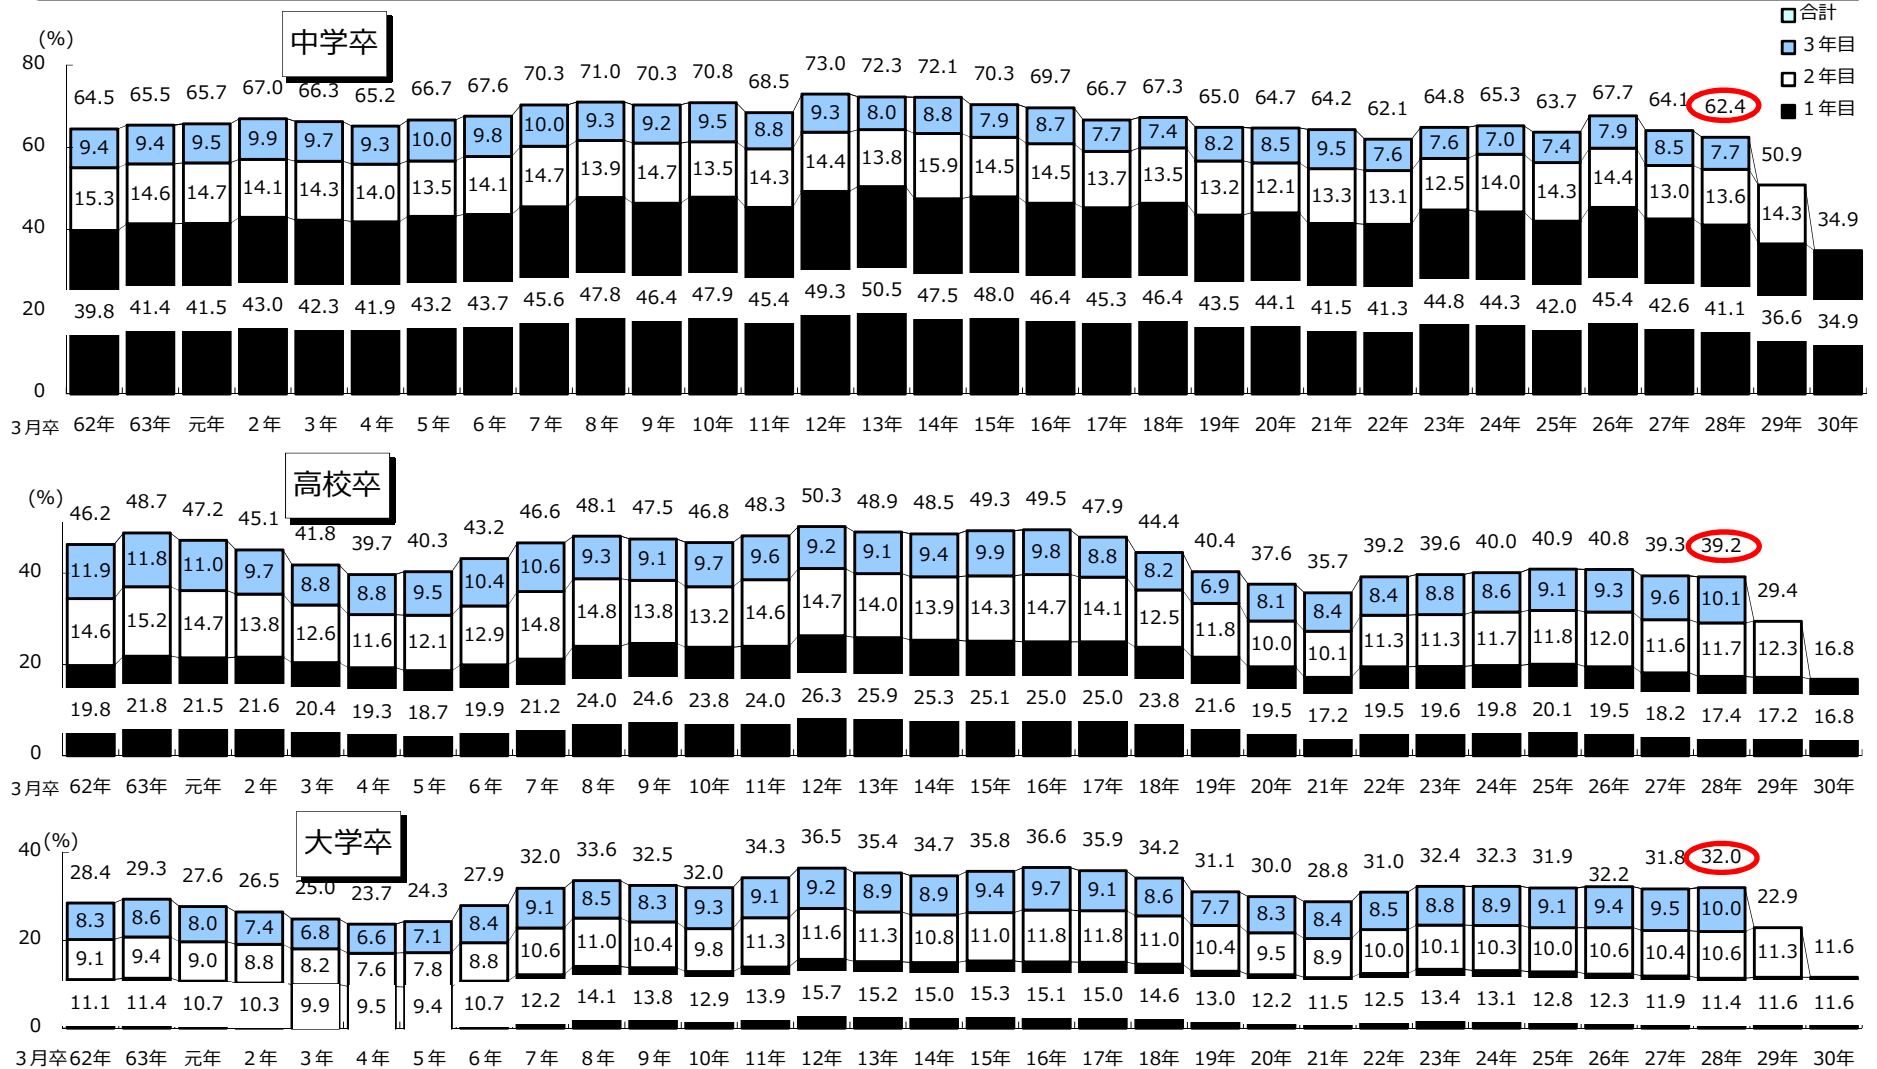 合計
３年目
２年目
１年目
中学卒
(%)
80
60
40
20
0
64.5 65.5 65.7 67.0 66.3 65.2 66.7 67.6 70.3 71.0 70.3 70.8 68.5 73.0 72.3 72.1 70.3 69.7 66.7 67.3 65.0 64.7 64.2 62.1 64.8 65.3 63.7 67.7 64.1 62.4 50.9 34.9
9.4 9.4 9.5 9.9 9.7 9.3 10.0 9.8 10.0 9.3 9.2 9.5 8.8 9.3 8.0 8.8 7.9 8.7 7.7 7.4 8.2 8.5 9.5 7.6 7.6 7.0 7.4 7.9 8.5 7.7
15.3 14.6 14.7 14.1 14.3 14.0 13.5 14.1 14.7 13.9 14.7 13.5 14.3 14.4 13.8 15.9 14.5 14.5 13.7 13.5 13.2 12.1 13.3 13.1 12.5 14.0 14.3 14.4 13.0 13.6 14.3
39.8 41.4 41.5 43.0 42.3 41.9 43.2 43.7 45.6 47.8 46.4 47.9 45.4 49.3 50.5 47.5 48.0 46.4 45.3 46.4 43.5 44.1 41.5 41.3 44.8 44.3 42.0 45.4 42.6 41.1 36.6 34.9
３月卒 62年 63年 元年 ２年 ３年 ４年 ５年 ６年 ７年 ８年 ９年 10年 11年 12年 13年 14年 15年 16年 17年 18年 19年 20年 21年 22年 23年 24年 25年 26年 27年 28年 29年 30年
高校卒
(%)
40
20
0
46.2 48.7 47.2 45.1 41.8 39.7 40.3 43.2 46.6 48.1 47.5 46.8 48.3 50.3 48.9 48.5 49.3 49.5 47.9 44.4 40.4 37.6 35.7 39.2 39.6 40.0 40.9 40.8 39.3 39.2 29.4 16.8
11.9 11.8 11.0 9.7 8.8 8.8 9.5 10.4 10.6 9.3 9.1 9.7 9.6 9.2 9.1 9.4 9.9 9.8 8.8 8.2 6.9 8.1 8.4 8.4 8.8 8.6 9.1 9.3 9.6 10.1
14.6 15.2 14.7 13.8 12.6 11.6 12.1 12.9 14.8 14.8 13.8 13.2 14.6 14.7 14.0 13.9 14.3 14.7 14.1 12.5 11.8 10.0 10.1 11.3 11.3 11.7 11.8 12.0 11.6 11.7 12.3
19.8 21.8 21.5 21.6 20.4 19.3 18.7 19.9 21.2 24.0 24.6 23.8 24.0 26.3 25.9 25.3 25.1 25.0 25.0 23.8 21.6 19.5 17.2 19.5 19.6 19.8 20.1 19.5 18.2 17.4 17.2 16.8
３月卒 62年 63年 元年 ２年 ３年 ４年 ５年 ６年 ７年 ８年 ９年 10年 11年 12年 13年 14年 15年 16年 17年 18年 19年 20年 21年 22年 23年 24年 25年 26年 27年 28年 29年 30年
大学卒
(%)
40
20
0
28.4 29.3 27.6 26.5 25.0 23.7 24.3 27.9 32.0 33.6 32.5 32.0 34.3 36.5 35.4 34.7 35.8 36.6 35.9 34.2 31.1 30.0 28.8 31.0 32.4 32.3 31.9 32.2 31.8 32.0 22.9 11.6
8.3 8.6 8.0 7.4 6.8 6.6 7.1 8.4 9.1 8.5 8.3 9.3 9.1 9.2 8.9 8.9 9.4 9.7 9.1 8.6 7.7 8.3 8.4 8.5 8.8 8.9 9.1 9.4 9.5 10.0
9.1 9.4 9.0 8.8 8.2 7.6 7.8 8.8 10.6 11.0 10.4 9.8 11.3 11.6 11.3 10.8 11.0 11.8 11.8 11.0 10.4 9.5 8.9 10.0 10.1 10.3 10.0 10.6 10.4 10.6 11.3
11.1 11.4 10.7 10.3 9.9 9.5 9.4 10.7 12.2 14.1 13.8 12.9 13.9 15.7 15.2 15.0 15.3 15.1 15.0 14.6 13.0 12.2 11.5 12.5 13.4 13.1 12.8 12.3 11.9 11.4 11.6 11.6
３月卒 62年 63年 元年 ２年 ３年 ４年 ５年 ６年 ７年 ８年 ９年 10年 11年 12年 13年 14年 15年 16年 17年 18年 19年 20年 21年 22年 23年 24年 25年 26年 27年 28年 29年 30年